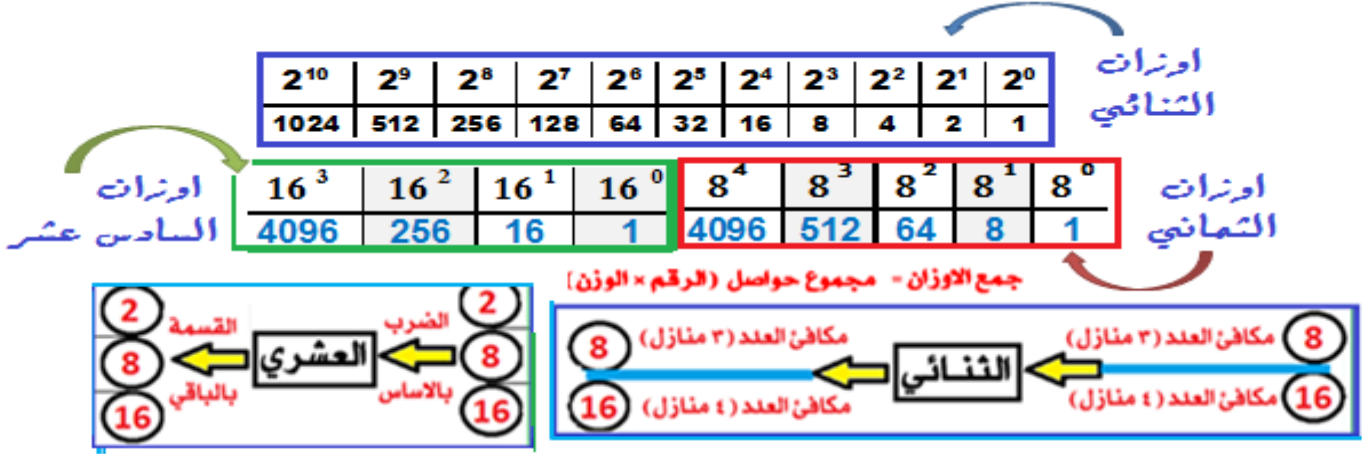 2¹⁰ 2⁹ 2⁸ 2⁷ 2⁶ 2⁵ 2⁴ 2³ 2² 2¹ 2⁰
1024 512 256 128 64 32 16 8 4 2 1
اوزان
الثنائي
16³ 16² 16¹ 16⁰
4096 256 16 1
اوزان
السادس عشر
8⁴ 8³ 8² 8¹ 8⁰
4096 512 64 8 1
اوزان
الثماني
جمع الاوزان = مجموع حواصل (الرقم × الوزن)
8 مكافئ العدد (٣ منازل)
16 مكافئ العدد (٤ منازل)
الثنائي
مكافئ العدد (٣ منازل) 8
مكافئ العدد (٤ منازل) 16
2
8
16
الضرب
بالاساس
العشري
القسمة
بالباقي
2
8
16